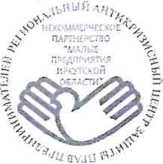 РЕГИОНАЛЬНЫЙ АНТИКРИЗИСНЫЙ ЦЕНТР ЗАЩИТЫ ПРАВ ПРЕДПРИНИМАТЕЛЕЙ
НЕКОММЕРЧЕСКОЕ
ПАРТНЕРСТВО
"МАЛЫЕ
ПРЕДПРИЯТИЯ
ИРКУТСКОЙ
ОБЛАСТИ"